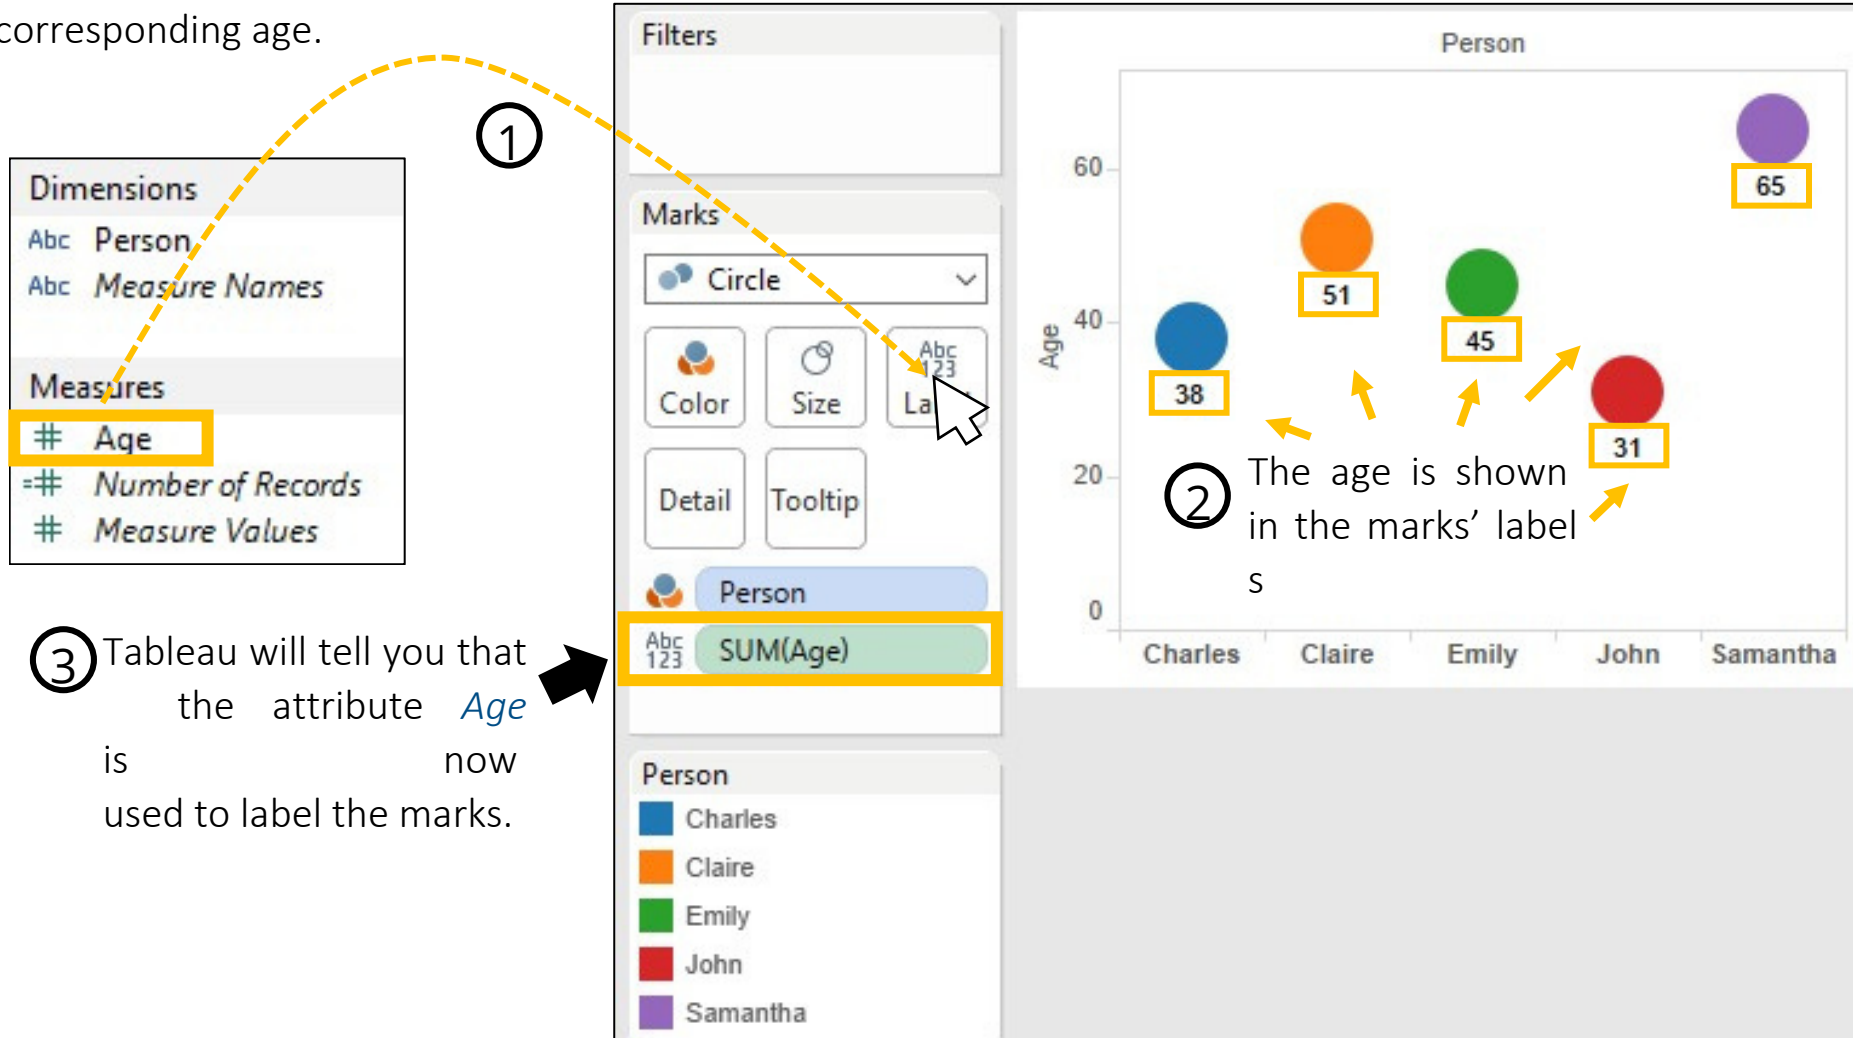 corresponding age.
1
Dimensions
Abc Person
Abc Measure Names
Measures
# Age
=# Number of Records
# Measure Values
3 Tableau will tell you that
the attribute Age
is now
used to label the marks.
Filters
Marks
Circle
Abc
123
Color Size
Detail Tooltip
Person
Abc
123
SUM(Age)
Person
Charles
Claire
Emily
John
Samantha
Person
Age
60
40
20
0
65
51
45
38
31
2 The age is shown
in the marks’ label
s
Charles Claire Emily John Samantha